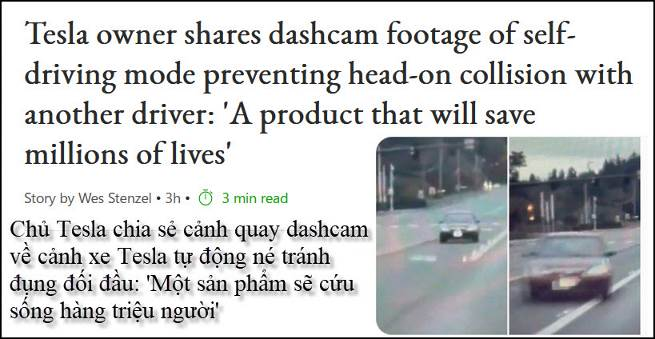 Tesla owner shares dashcam footage of self-
driving mode preventing head-on collision with
another driver: 'A product that will save
millions of lives'
Story by Wes Stenzel • 3h • 3 min read
Chủ Tesla chia sẻ cảnh quay dashcam
về cảnh xe Tesla tự động né tránh
đụng đối đầu: 'Một sản phẩm sẽ cứu
sống hàng triệu người'